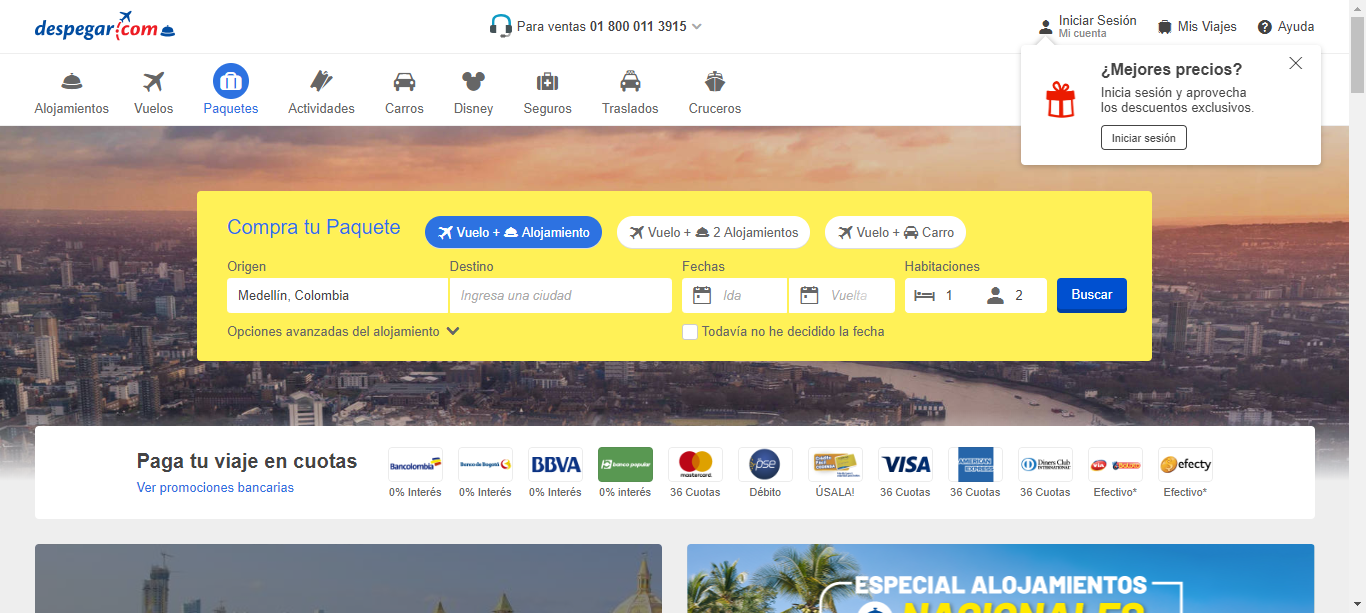 despegar.com
Para ventas 01 800 011 3915
Iniciar Sesión
Mi cuenta
Mis Viajes
Ayuda
¿Mejores precios?
Inicia sesión y aprovecha
los descuentos exclusivos.
Iniciar sesión
Alojamientos
Vuelos
Paquetes
Actividades
Carros
Disney
Seguros
Traslados
Cruceros
Compra tu Paquete
Vuelo + Alojamiento
Vuelo + 2 Alojamientos
Vuelo + Carro
Origen
Destino
Fechas
Habitaciones
Medellín, Colombia
Ingresa una ciudad
Ida
Vuelta
1
2
Buscar
Opciones avanzadas del alojamiento
Todavía no he decidido la fecha
Paga tu viaje en cuotas
Ver promociones bancarias
Bancolombia
0% Interés
Banco de Bogotá
0% Interés
BBVA
0% Interés
banco popular
0% interés
mastercard
36 Cuotas
pse
Débito
ÚSALA!
VISA
36 Cuotas
AMERICAN EXPRESS
36 Cuotas
Diners Club
INTERNATIONAL
36 Cuotas
via
Efectivo*
efecty
Efectivo*
ESPECIAL ALOJAMIENTOS
NACIONALES